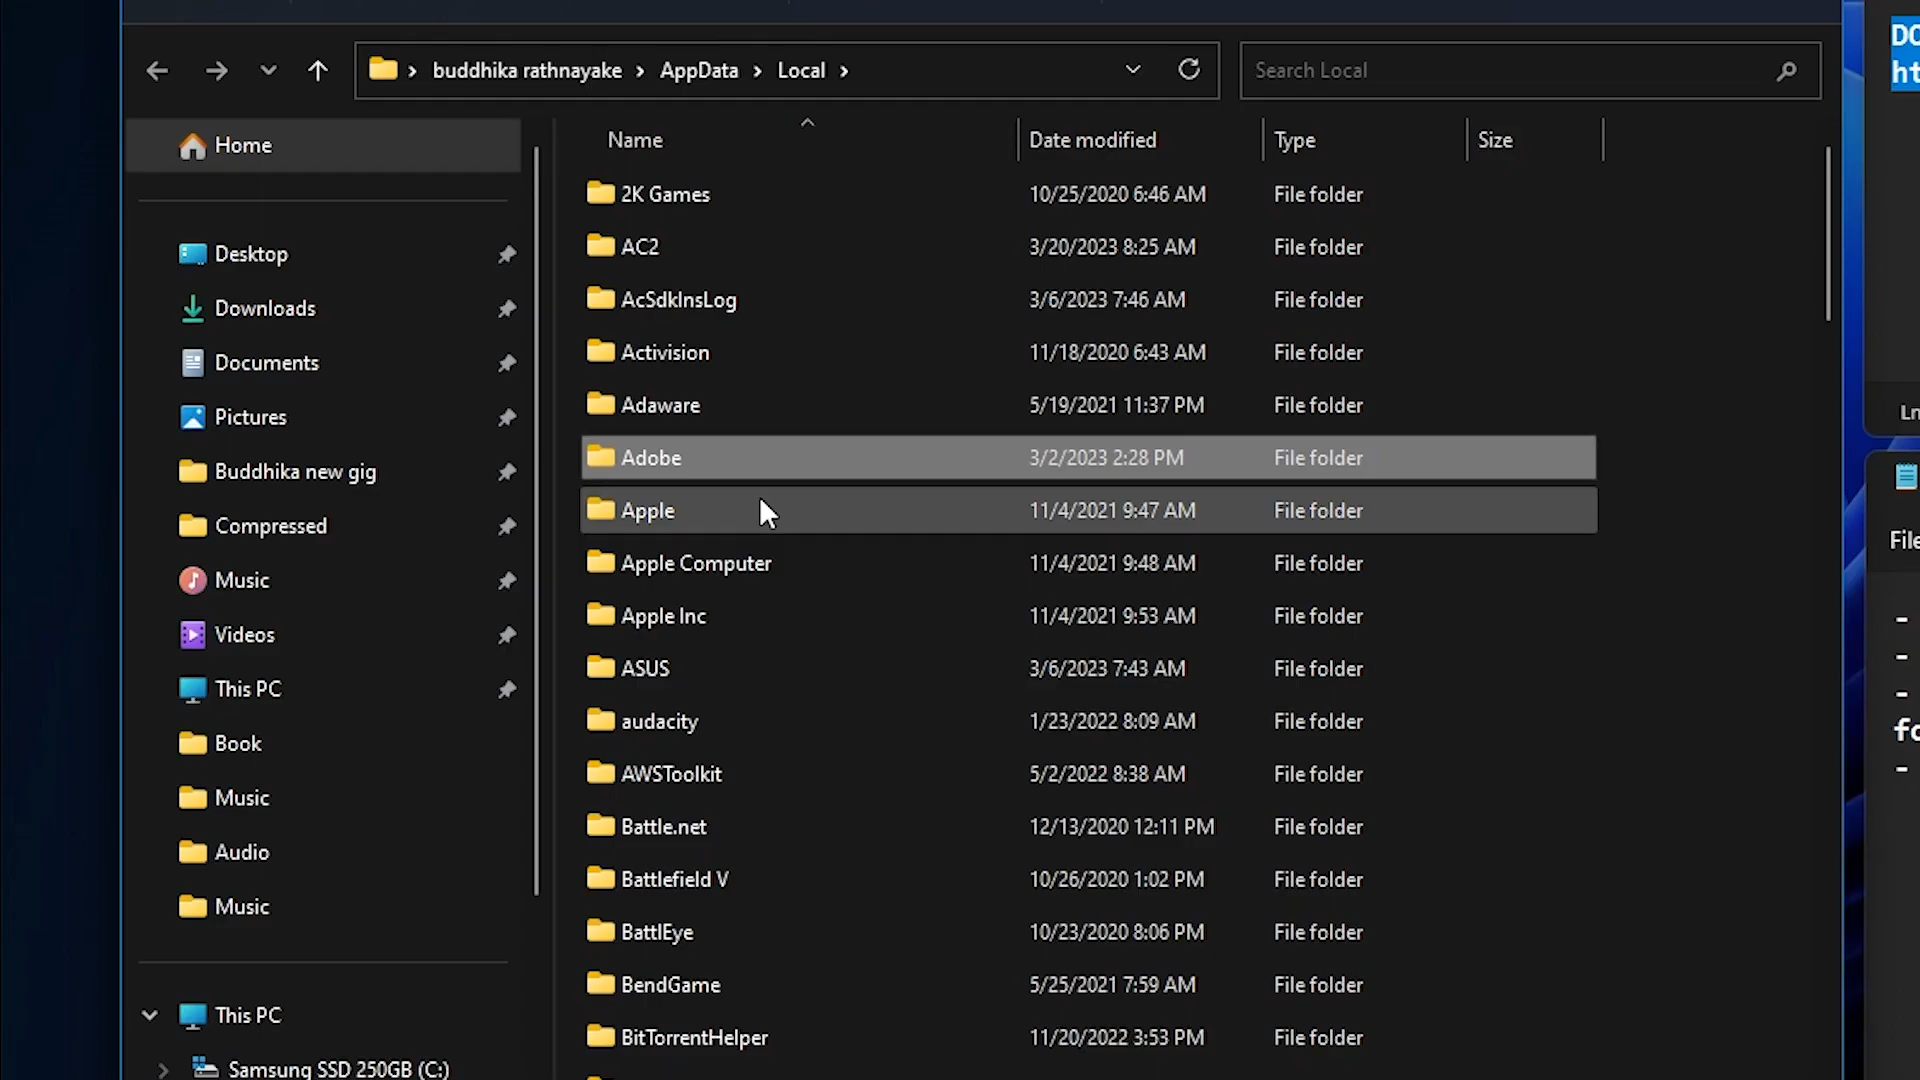 buddhika rathnayake > AppData > Local >
Search Local
Home
Desktop
Downloads
Documents
Pictures
Buddhika new gig
Compressed
Music
Videos
This PC
Book
Music
Audio
Music
This PC
Samsung SSD 250GB (C:)
Name Date modified Type Size
2K Games 10/25/2020 6:46 AM File folder
AC2 3/20/2023 8:25 AM File folder
AcSdkInsLog 3/6/2023 7:46 AM File folder
Activision 11/18/2020 6:43 AM File folder
Adaware 5/19/2021 11:37 PM File folder
Adobe 3/2/2023 2:28 PM File folder
Apple 11/4/2021 9:47 AM File folder
Apple Computer 11/4/2021 9:48 AM File folder
Apple Inc 11/4/2021 9:53 AM File folder
ASUS 3/6/2023 7:43 AM File folder
audacity 1/23/2022 8:09 AM File folder
AWSToolkit 5/2/2022 8:38 AM File folder
Battle.net 12/13/2020 12:11 PM File folder
Battlefield V 10/26/2020 1:02 PM File folder
BattlEye 10/23/2020 8:06 PM File folder
BendGame 5/25/2021 7:59 AM File folder
BitTorrentHelper 11/20/2022 3:53 PM File folder
File